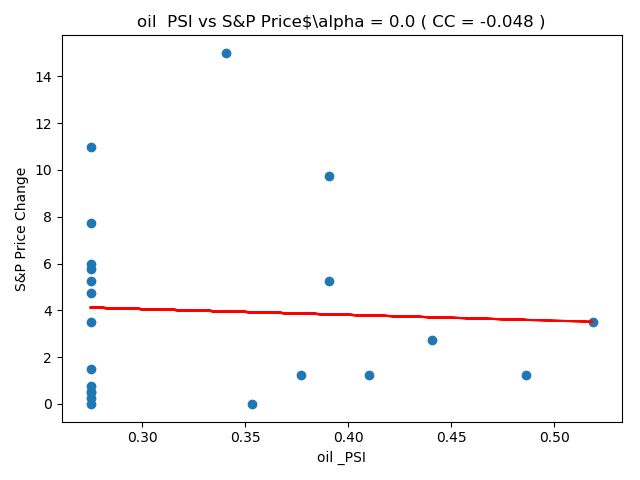 oil  PSI vs S&P Price$\alpha = 0.0 ( CC = -0.048 )
S&P Price Change
14
12
10
8
6
4
2
0
0.30 0.35 0.40 0.45 0.50
oil _PSI